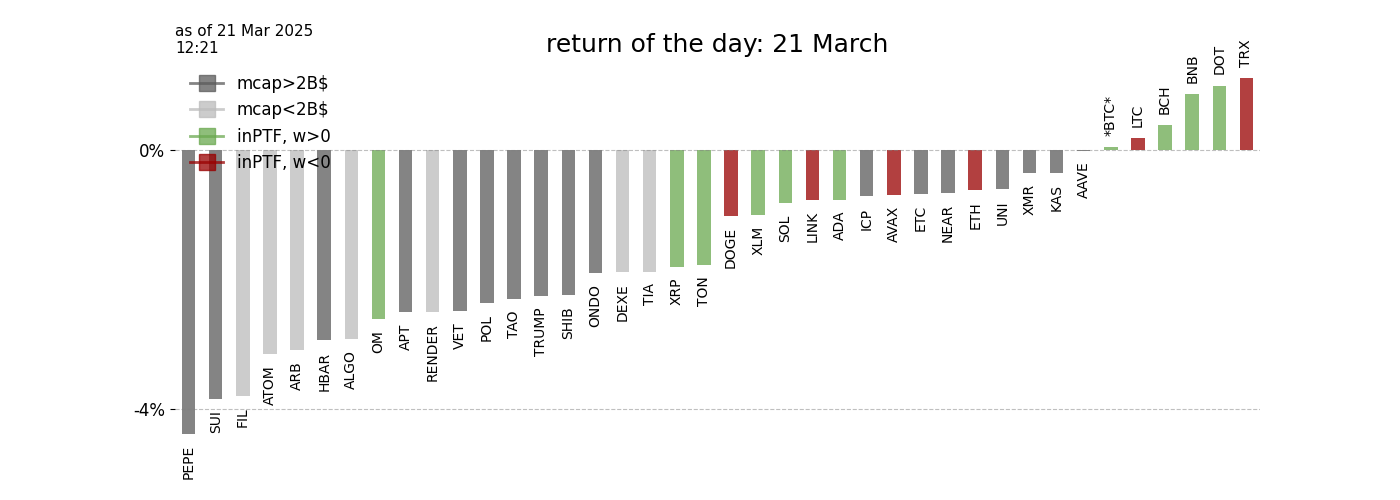 as of 21 Mar 2025
12:21
return of the day: 21 March
mcap>2B$
mcap<2B$
inPTF, w>0
inPTF, w<0
0%
-4%
PEPE
SUI
FIL
ATOM
ARB
HBAR
ALGO
OM
APT
RENDER
VET
POL
TAO
TRUMP
SHIB
ONDO
DEXE
TIA
XRP
TON
DOGE
XLM
SOL
LINK
ADA
ICP
AVAX
ETC
NEAR
ETH
UNI
XMR
KAS
AAVE
*BTC*
LTC
BCH
BNB
DOT
TRX